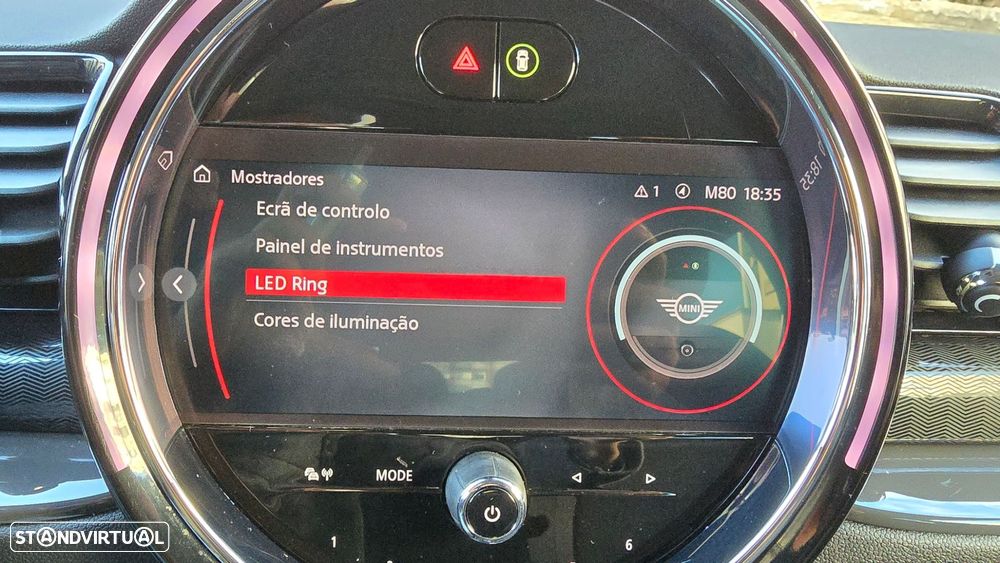 Mostradores
1 M80 18:35
Ecrã de controlo
Painel de instrumentos
LED Ring
Cores de iluminação
MINI
18:35
MODE
1
6
STANDVIRTUAL